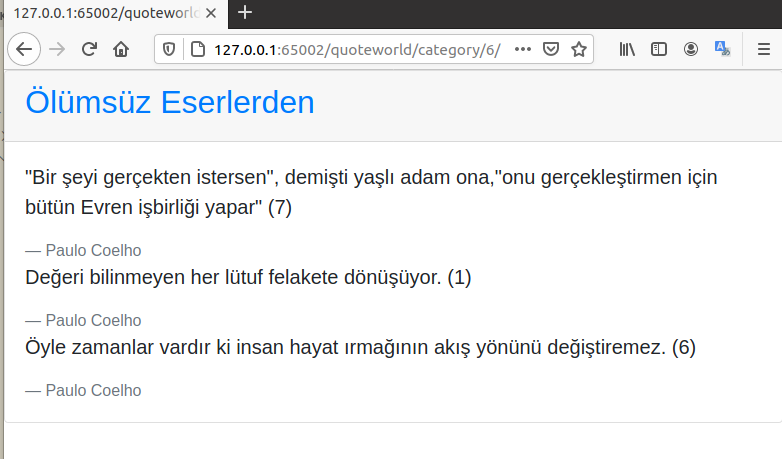 127.0.0.1:65002/quoteworld
127.0.0.1:65002/quoteworld/category/6/
Ölümsüz Eserlerden
"Bir şeyi gerçekten istersen", demişti yaşlı adam ona,"onu gerçekleştirmen için
bütün Evren işbirliği yapar" (7)
— Paulo Coelho
Değeri bilinmeyen her lütuf felakete dönüşüyor. (1)
— Paulo Coelho
Öyle zamanlar vardır ki insan hayat ırmağının akış yönünü değiştiremez. (6)
— Paulo Coelho